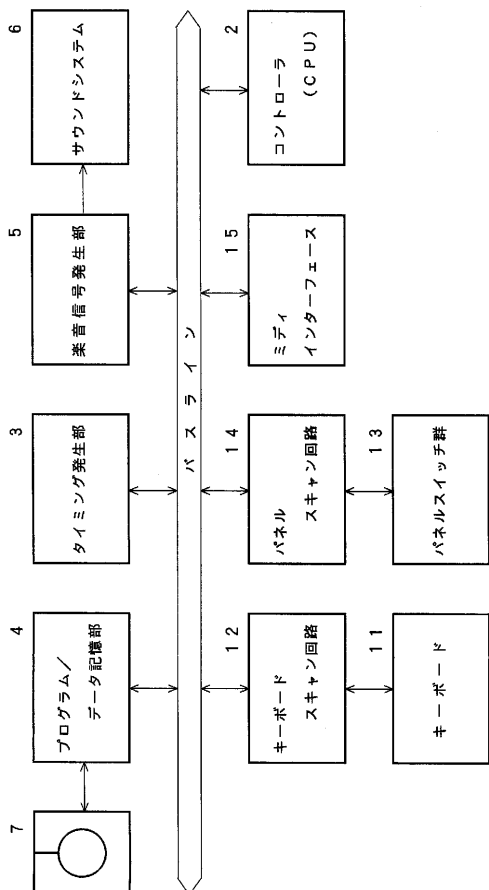 7
4
プログラム/
データ記憶部
3
タイミング発生部
5
楽音信号発生部
6
サウンドシステム
バスライン
12
キーボード
スキャン回路
14
パネル
スキャン回路
15
ミディ
インターフェース
2
コントローラ
(CPU)
11
キーボード
13
パネルスイッチ群